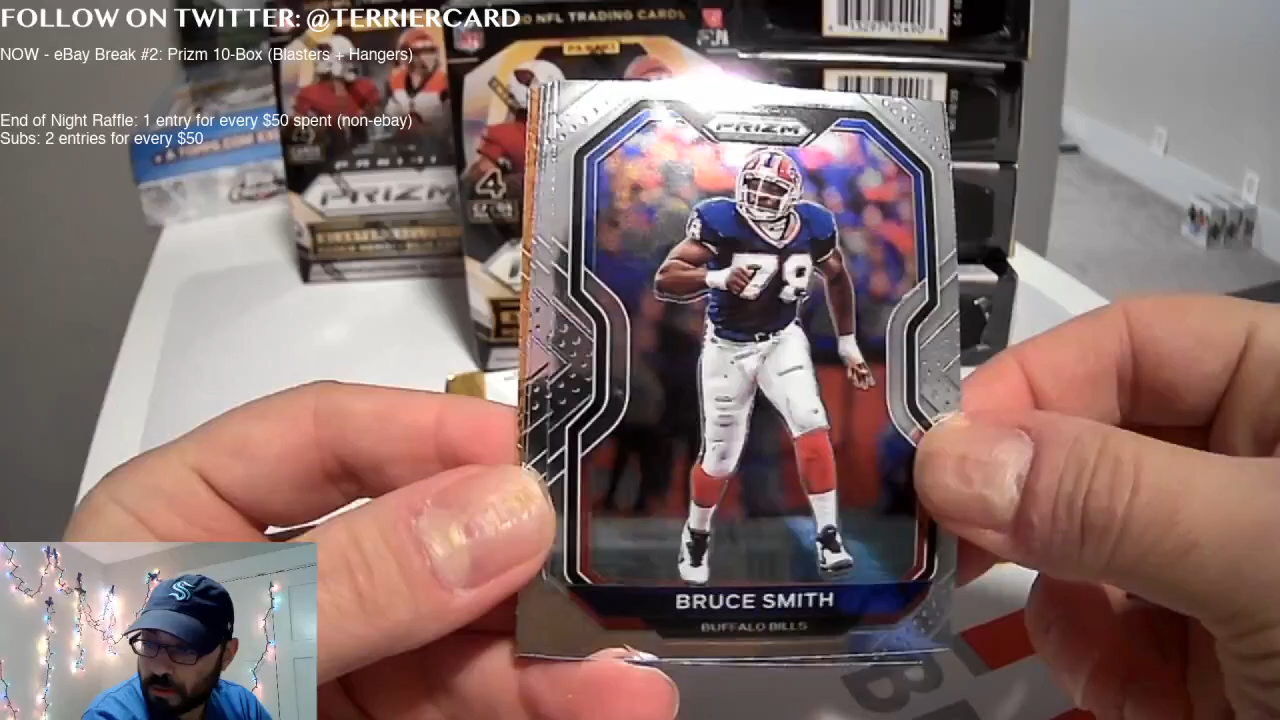 FOLLOW ON TWITTER: @TERRIERCARD
NOW - eBay Break #2: Prizm 10-Box (Blasters + Hangers)
End of Night Raffle: 1 entry for every $50 spent (non-ebay)
Subs: 2 entries for every $50
NFL TRADING CARDS
PANINI
PANINI
PRIZM
4
PRIZM
78
BRUCE SMITH
BUFFALO BILLS